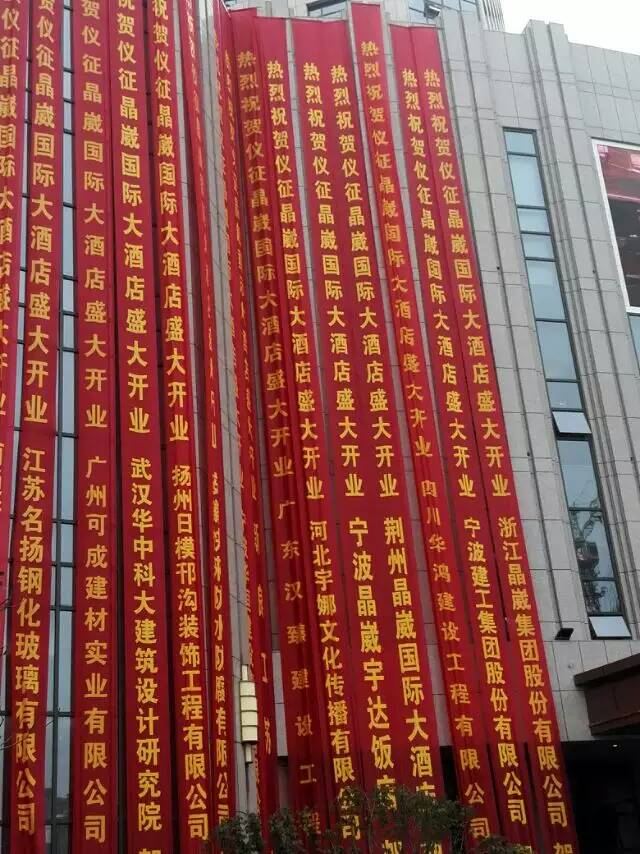 国际大酒店盛大开业 江苏名扬钢化玻璃有限公司
祝贺仪征晶崴国际大酒店盛大开业 广州可成建材实业有限公司
祝贺仪征晶崴国际大酒店盛大开业 武汉华中科大建筑设计研究院 贺
祝贺仪征晶崴国际大酒店盛大开业 扬州日模邗沟装饰工程有限公司
热烈祝贺仪征晶崴国际大酒店盛大开业 广东汉臻建设工程
热烈祝贺仪征晶崴国际大酒店盛大开业 河北宇娜文化传播有限公司
热烈祝贺仪征晶崴国际大酒店盛大开业 宁波晶崴宇达饭店
热烈祝贺仪征晶崴国际大酒店盛大开业 荆州晶崴国际大酒店
热烈祝贺仪征晶崴国际大酒店盛大开业 四川华鸿建设工程有限公司
热烈祝贺仪征晶崴国际大酒店盛大开业 宁波建工集团股份有限公司
热烈祝贺仪征晶崴国际大酒店盛大开业 浙江晶崴集团股份有限公司 贺